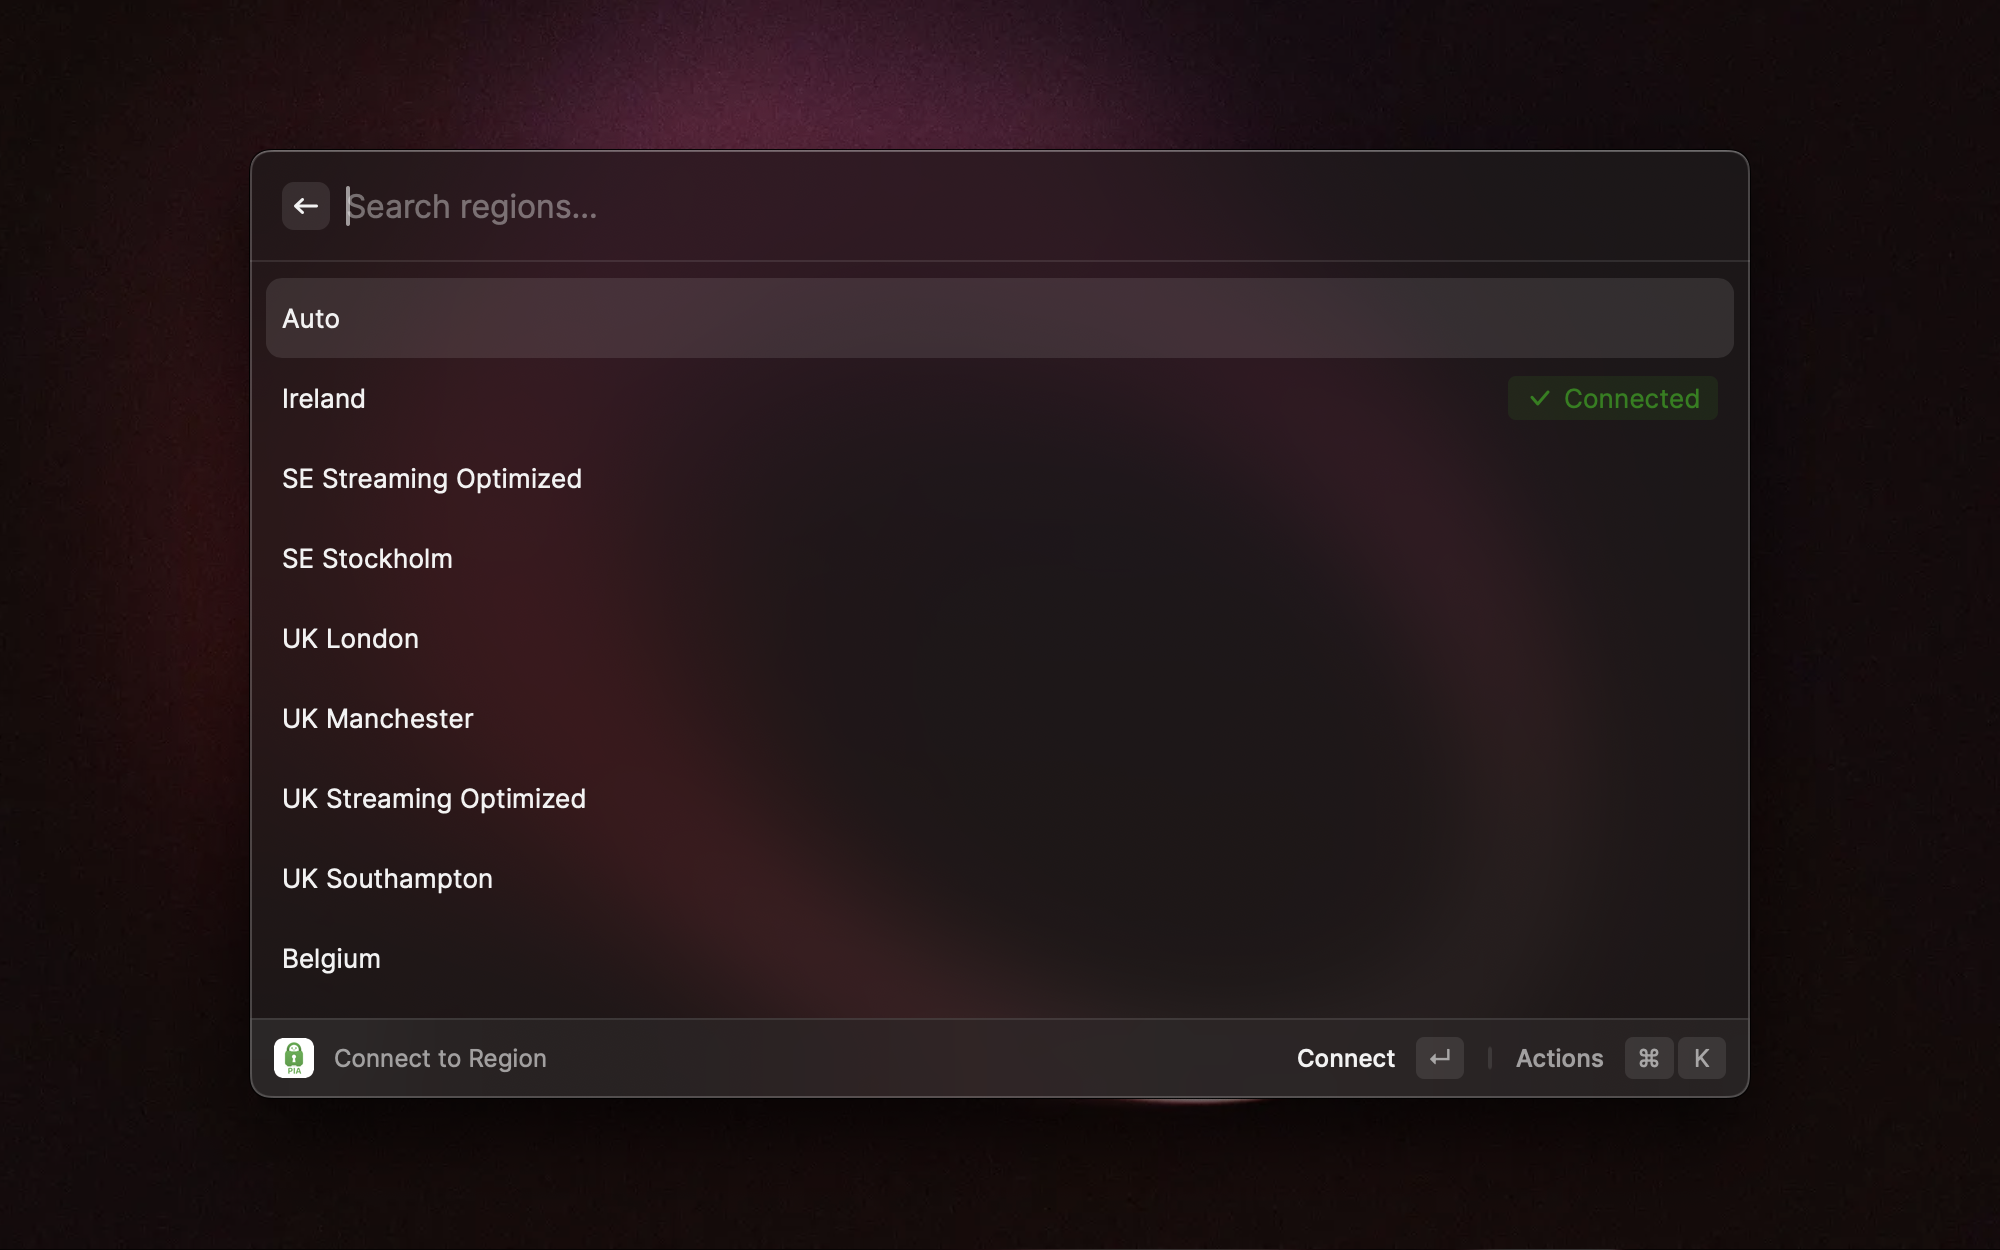 Search regions...
Auto
Ireland
Connected
SE Streaming Optimized
SE Stockholm
UK London
UK Manchester
UK Streaming Optimized
UK Southampton
Belgium
PIA
Connect to Region
Connect
Actions ⌘ K